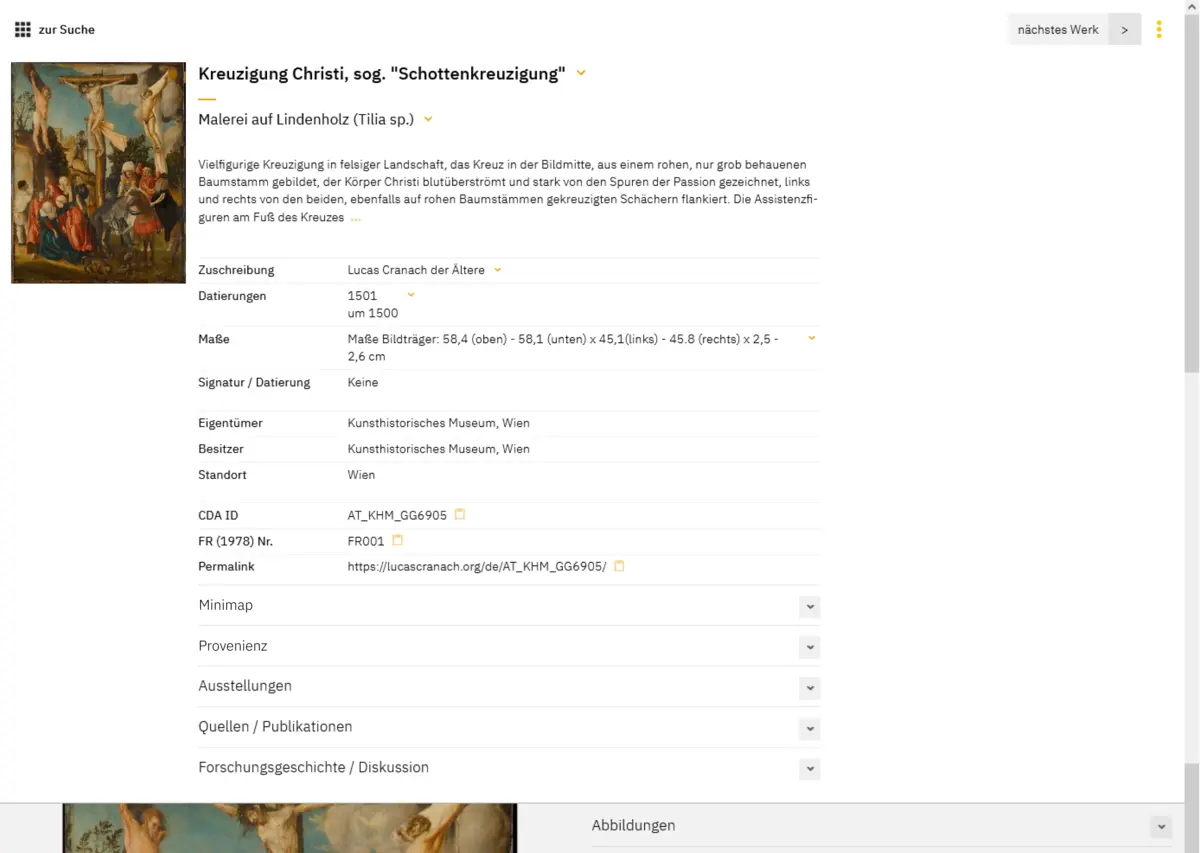 zur Suche
nächstes Werk >
Kreuzigung Christi, sog. "Schottenkreuzigung"
Malerei auf Lindenholz (Tilia sp.)
Vielfigurige Kreuzigung in felsiger Landschaft, das Kreuz in der Bildmitte, aus einem rohen, nur grob behauenen
Baumstamm gebildet, der Körper Christi blutüberströmt und stark von den Spuren der Passion gezeichnet, links
und rechts von den beiden, ebenfalls auf rohen Baumstämmen gekreuzigten Schächern flankiert. Die Assistenzfi-
guren am Fuß des Kreuzes ...
Zuschreibung Lucas Cranach der Ältere
Datierungen 1501
um 1500
Maße Maße Bildträger: 58,4 (oben) - 58,1 (unten) x 45,1(links) - 45.8 (rechts) x 2,5 -
2,6 cm
Signatur / Datierung Keine
Eigentümer Kunsthistorisches Museum, Wien
Besitzer Kunsthistorisches Museum, Wien
Standort Wien
CDA ID AT_KHM_GG6905
FR (1978) Nr. FR001
Permalink https://lucascranach.org/de/AT_KHM_GG6905/
Minimap
Provenienz
Ausstellungen
Quellen / Publikationen
Forschungsgeschichte / Diskussion
Abbildungen